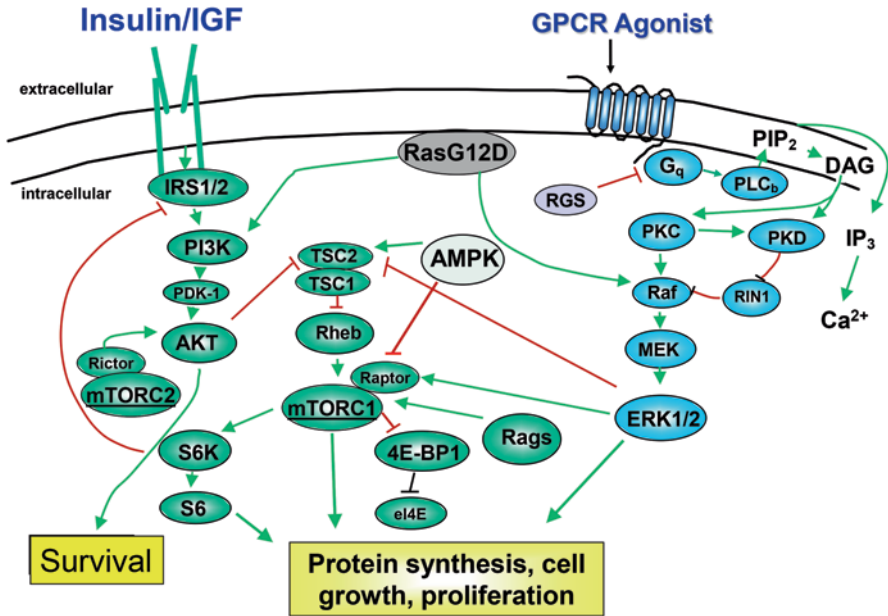 Insulin/IGF
GPCR Agonist
extracellular
intracellular
RasG12D
PIP2
DAG
Gq
PLCb
RGS
IRS1/2
PI3K
PDK-1
AKT
Rictor
mTORC2
TSC2
TSC1
AMPK
Rheb
Raptor
mTORC1
PKC
PKD
IP3
Raf
RIN1
Ca2+
MEK
ERK1/2
S6K
4E-BP1
Rags
S6
eI4E
Survival
Protein synthesis, cell
growth, proliferation